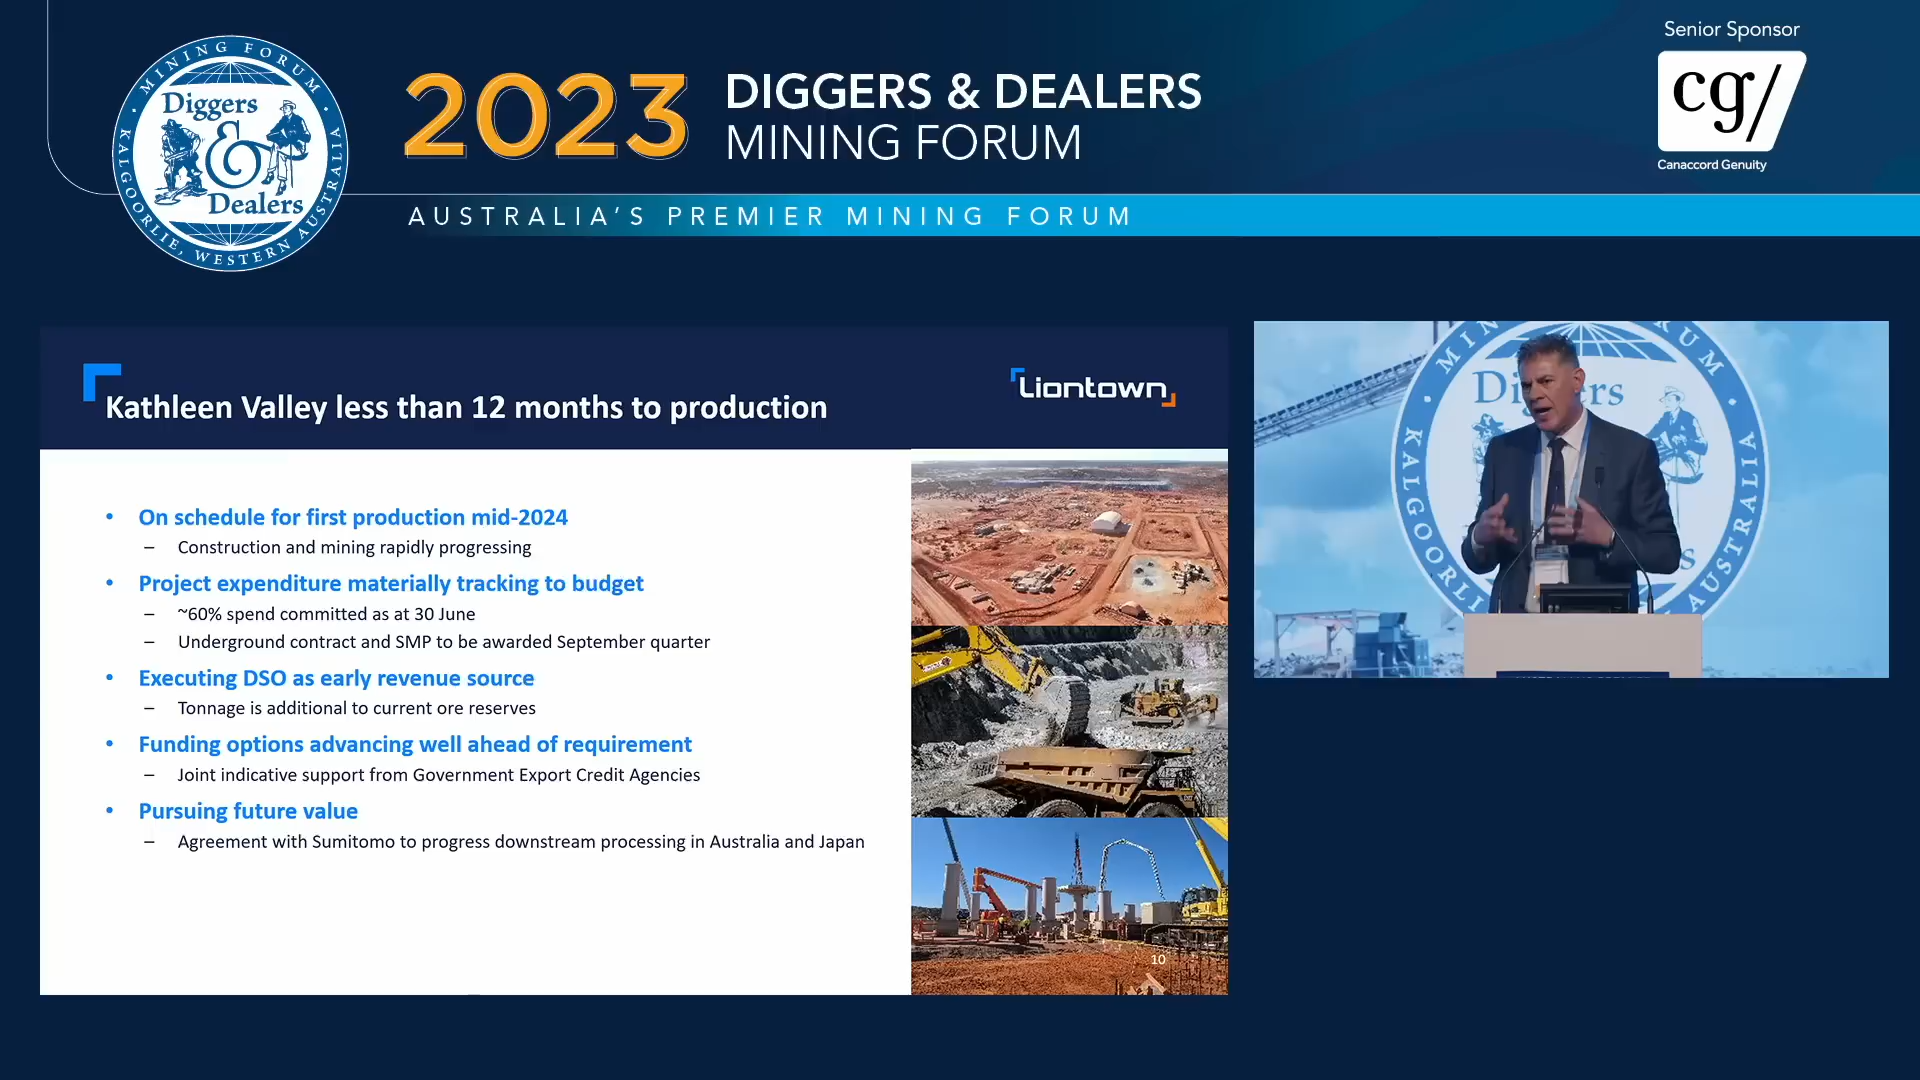 Senior Sponsor
cg/
Canaccord Genuity
MINING FORUM
Diggers
&
Dealers
KALGOORLIE, WESTERN AUSTRALIA
2023
DIGGERS & DEALERS
MINING FORUM
AUSTRALIA'S PREMIER MINING FORUM
Kathleen Valley less than 12 months to production
Liontown
• On schedule for first production mid-2024
– Construction and mining rapidly progressing
• Project expenditure materially tracking to budget
– ~60% spend committed as at 30 June
– Underground contract and SMP to be awarded September quarter
• Executing DSO as early revenue source
– Tonnage is additional to current ore reserves
• Funding options advancing well ahead of requirement
– Joint indicative support from Government Export Credit Agencies
• Pursuing future value
– Agreement with Sumitomo to progress downstream processing in Australia and Japan
10